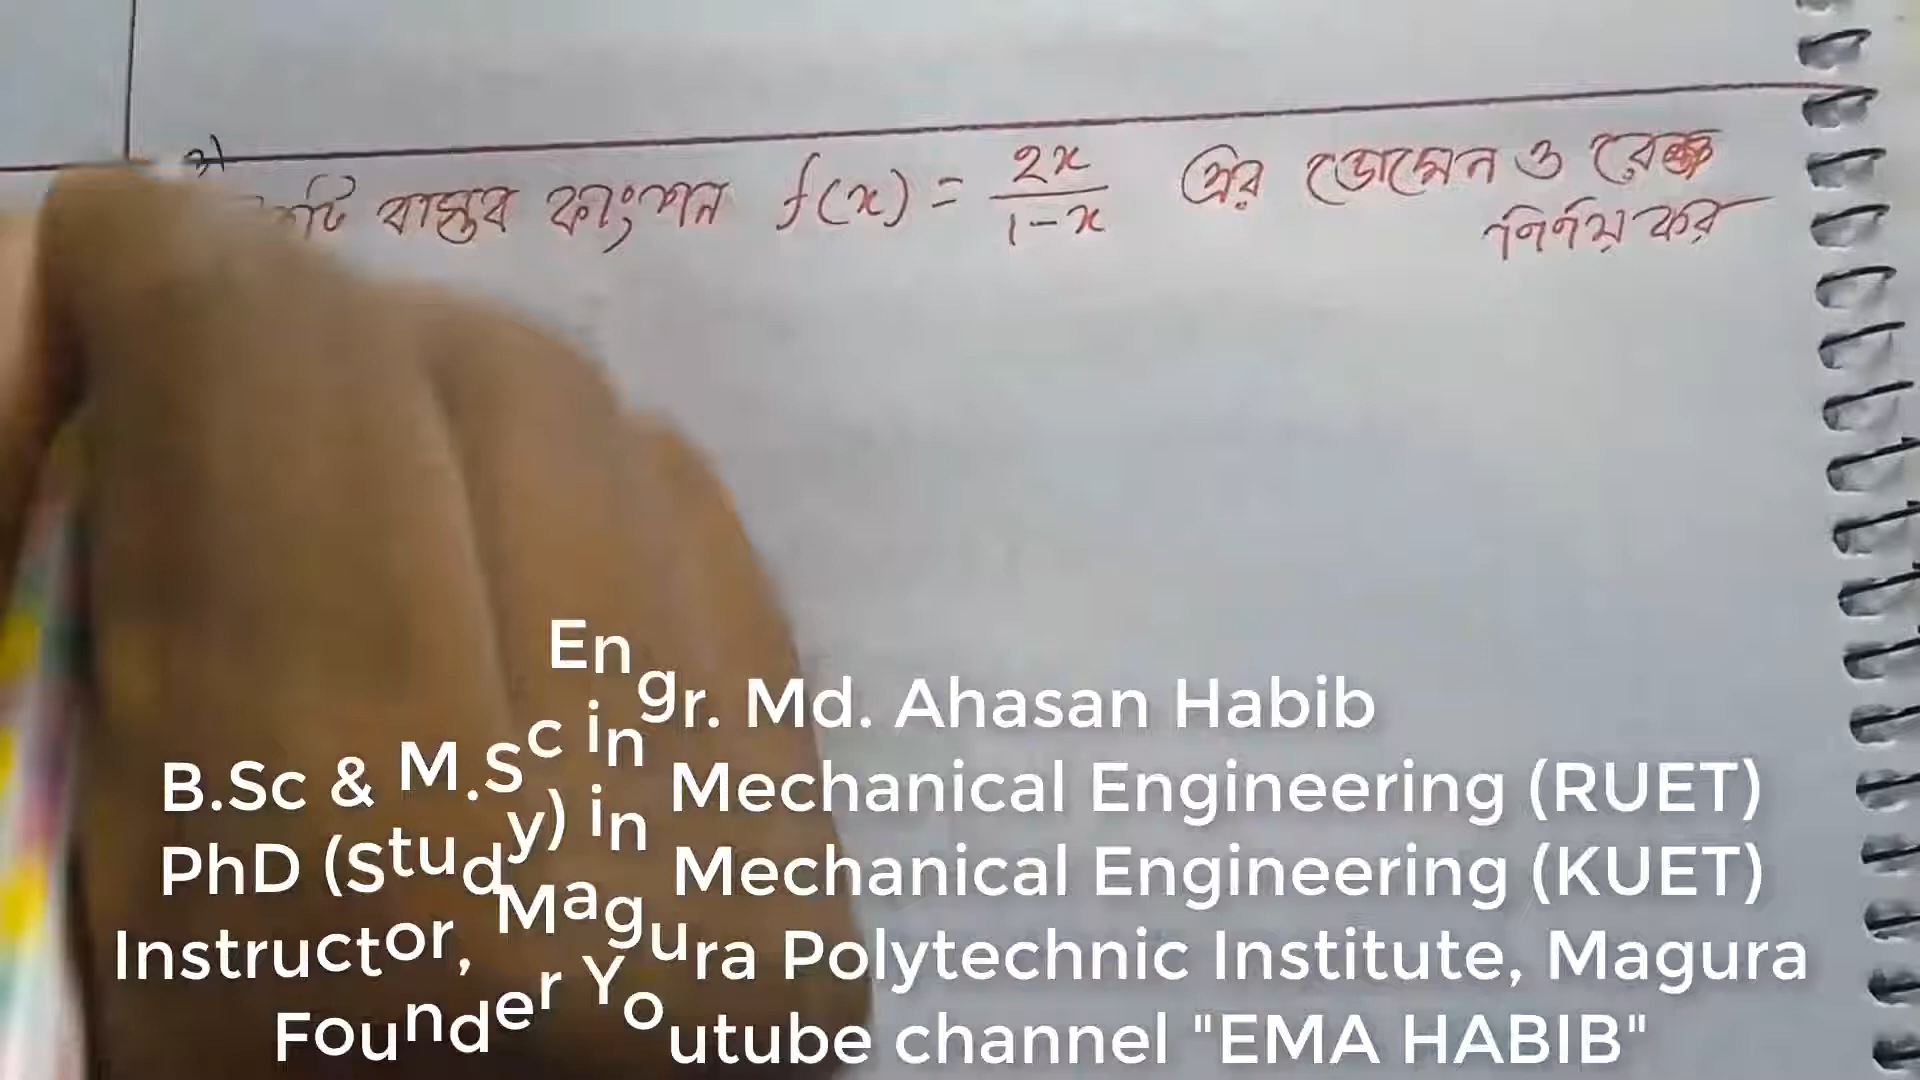 বাস্তব ফাংশন f(x) = 2x/1-x এর ডোমেন ও রেঞ্জ
নির্ণয় কর
Engr. Md. Ahasan Habib
B.Sc & M.Sc in Mechanical Engineering (RUET)
PhD (Study) in Mechanical Engineering (KUET)
Instructor, Magura Polytechnic Institute, Magura
Founder Youtube channel "EMA HABIB"